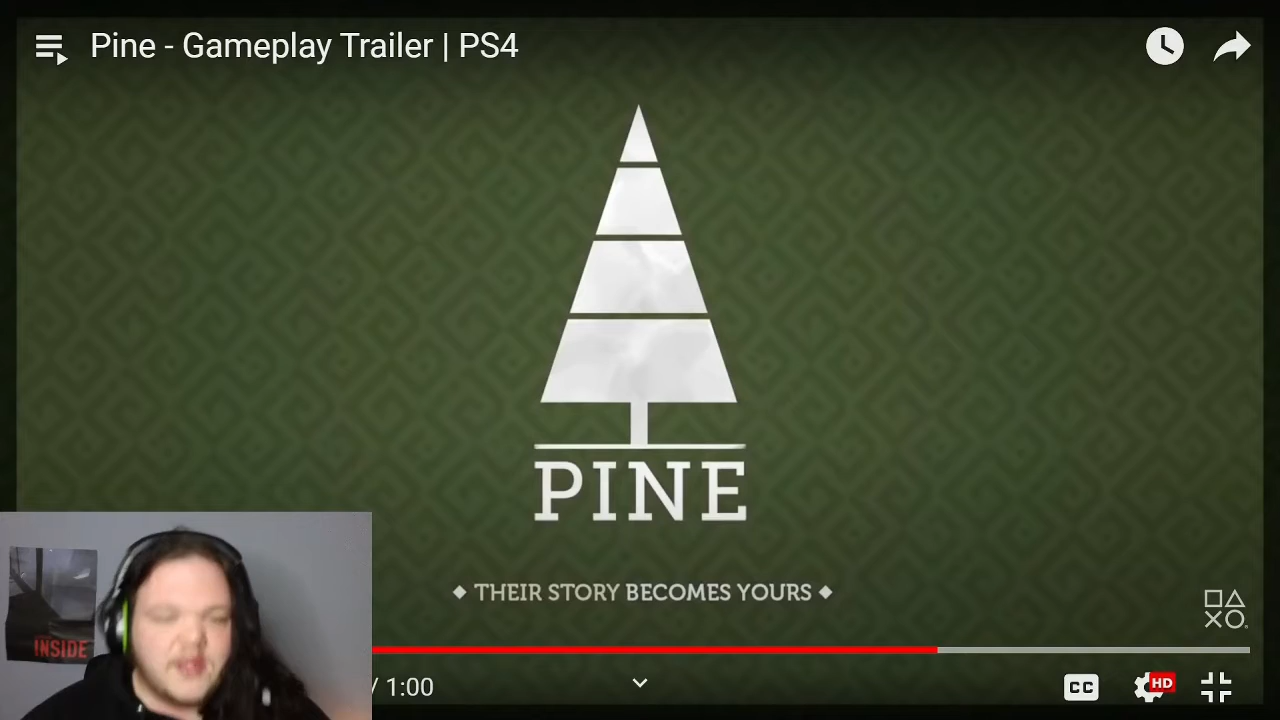 Pine - Gameplay Trailer | PS4
PINE
◆ THEIR STORY BECOMES YOURS ◆
INSIDE
/ 1:00
CC
HD